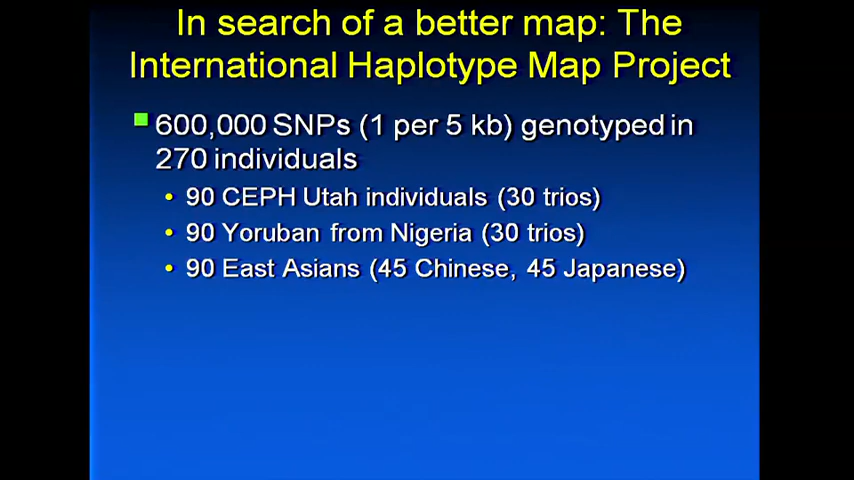 In search of a better map: The
International Haplotype Map Project
600,000 SNPs (1 per 5 kb) genotyped in
270 individuals
• 90 CEPH Utah individuals (30 trios)
• 90 Yoruban from Nigeria (30 trios)
• 90 East Asians (45 Chinese, 45 Japanese)